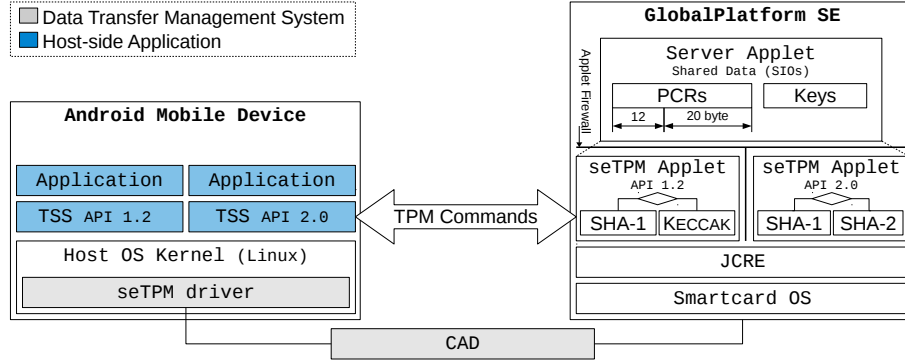 Data Transfer Management System
Host-side Application
Android Mobile Device
Application
Application
TSS API 1.2
TSS API 2.0
Host OS Kernel (Linux)
seTPM driver
TPM Commands
CAD
GlobalPlatform SE
Server Applet
Shared Data (SIOs)
PCRs
Keys
12
20 byte
Applet Firewall
seTPM Applet
API 1.2
SHA-1
KECCAK
seTPM Applet
API 2.0
SHA-1
SHA-2
JCRE
Smartcard OS